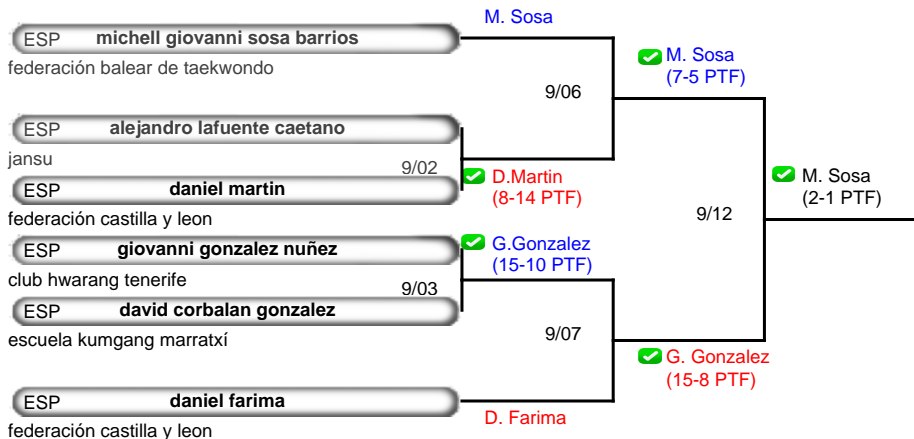 M. Sosa
ESP michell giovanni sosa barrios
federación balear de taekwondo
9/06
M. Sosa
(7-5 PTF)
ESP alejandro lafuente caetano
jansu
9/02
D.Martin
(8-14 PTF)
ESP daniel martin
federación castilla y leon
M. Sosa
(2-1 PTF)
9/12
ESP giovanni gonzalez nuñez
club hwarang tenerife
G.Gonzalez
(15-10 PTF)
9/03
ESP david corbalan gonzalez
escuela kumgang marratxí
9/07
G. Gonzalez
(15-8 PTF)
ESP daniel farima
federación castilla y leon
D. Farima